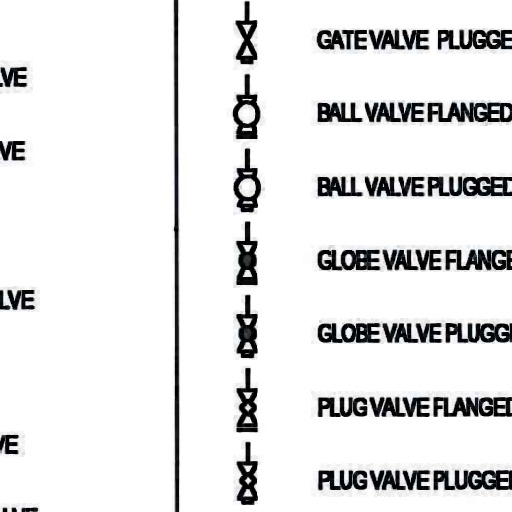 GATE VALVE PLUGGE
LVE
BALL VALVE FLANGED
VE
BALL VALVE PLUGGED
GLOBE VALVE FLANGE
LVE
GLOBE VALVE PLUGG
PLUG VALVE FLANGED
VE
PLUG VALVE PLUGGED